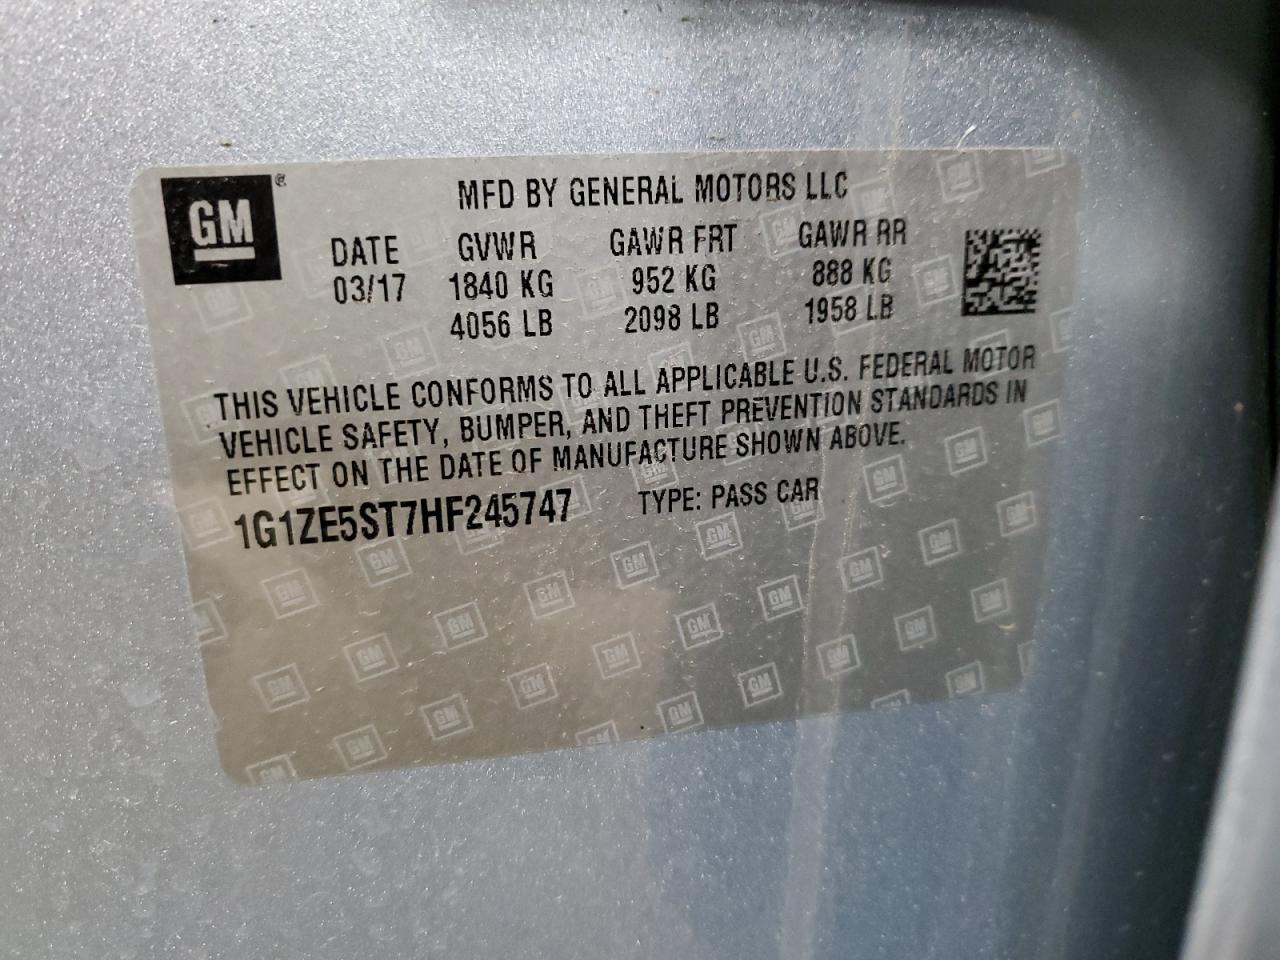 GM®
MFD BY GENERAL MOTORS LLC
DATE GVWR GAWR FRT GAWR RR
03/17 1840 KG 952 KG 888 KG
4056 LB 2098 LB 1958 LB
THIS VEHICLE CONFORMS TO ALL APPLICABLE U.S. FEDERAL MOTOR
VEHICLE SAFETY, BUMPER, AND THEFT PREVENTION STANDARDS IN
EFFECT ON THE DATE OF MANUFACTURE SHOWN ABOVE.
1G1ZE5ST7HF245747 TYPE: PASS CAR